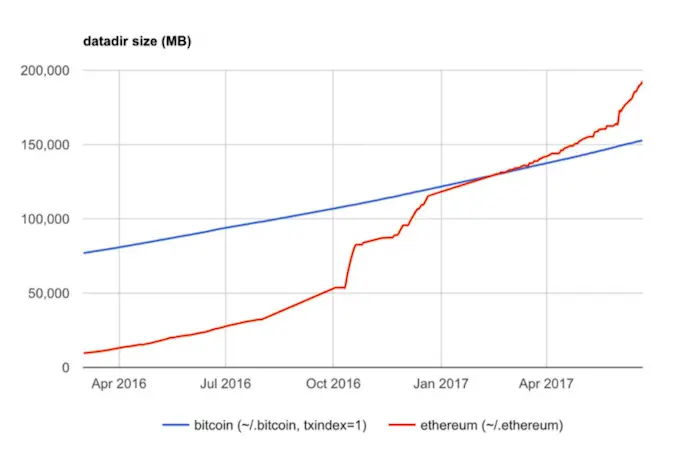 datadir size (MB)
200,000
150,000
100,000
50,000
0
Apr 2016 Jul 2016 Oct 2016 Jan 2017 Apr 2017
bitcoin (~/.bitcoin, txindex=1) ethereum (~/.ethereum)